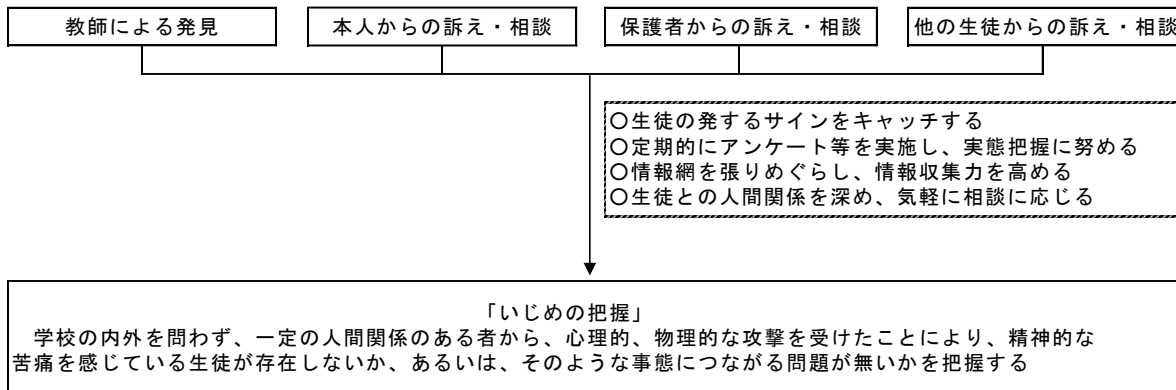 教師による発見
本人からの訴え・相談
保護者からの訴え・相談
他の生徒からの訴え・相談
○生徒の発するサインをキャッチする
○定期的にアンケート等を実施し、実態把握に努める
○情報網を張りめぐらし、情報収集力を高める
○生徒との人間関係を深め、気軽に相談に応じる
「いじめの把握」
学校の内外を問わず、一定の人間関係のある者から、心理的、物理的な攻撃を受けたことにより、精神的な
苦痛を感じている生徒が存在しないか、あるいは、そのような事態につながる問題が無いかを把握する